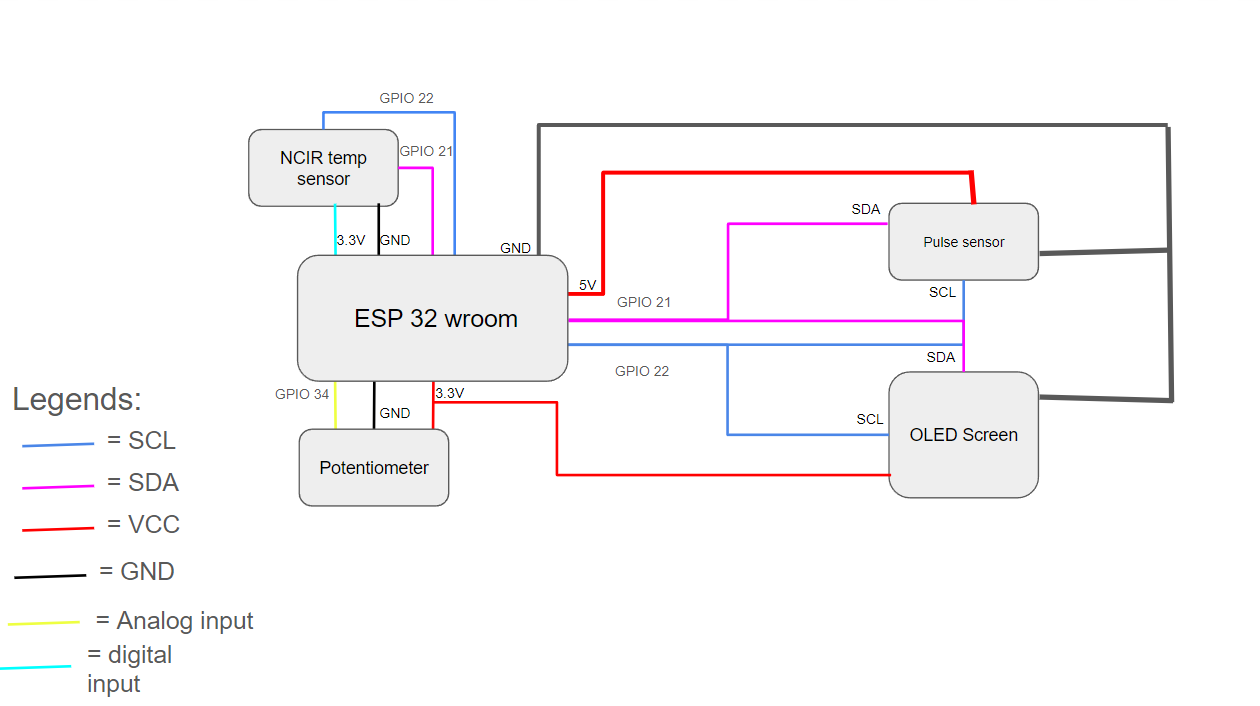 GPIO 22
NCIR temp
sensor
GPIO 21
3.3V
GND
GND
SDA
Pulse sensor
5V
SCL
GPIO 21
ESP 32 wroom
SDA
GPIO 22
GPIO 34
GND
3.3V
SCL
OLED Screen
Potentiometer
Legends:
= SCL
= SDA
= VCC
= GND
= Analog input
= digital
input